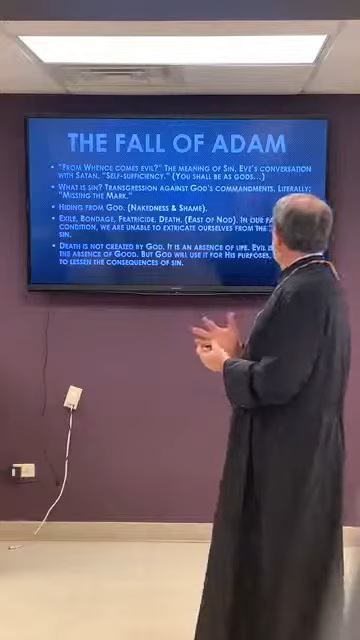 THE FALL OF ADAM
• "FROM WHENCE COMES EVIL?" THE MEANING OF SIN, EVE'S CONVERSATION
WITH SATAN. "SELF-SUFFICIENCY." (YOU SHALL BE AS GODS...)
• WHAT IS SIN? TRANSGRESSION AGAINST GOD'S COMMANDMENTS. LITERALLY:
"MISSING THE MARK."
• HIDING FROM GOD. (NAKEDNESS & SHAME).
• EXILE, BONDAGE, FRATRICIDE, DEATH. (EAST OF NOD). IN OUR
CONDITION, WE ARE UNABLE TO EXTRICATE OURSELVES FROM THE
SIN.
• DEATH IS NOT CREATED BY GOD. IT IS AN ABSENCE OF LIFE. EVIL
THE ABSENCE OF GOOD. BUT GOD WILL USE IT FOR HIS PURPOSES,
TO LESSEN THE CONSEQUENCES OF SIN.